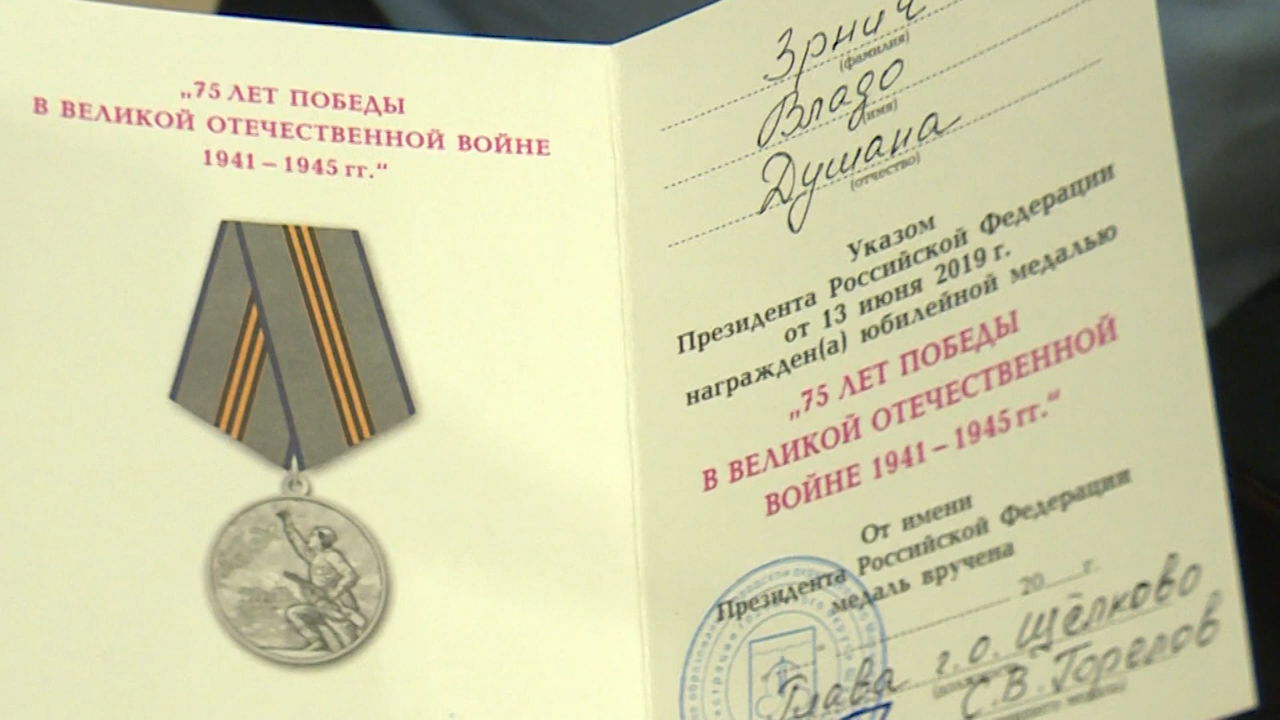 „75 ЛЕТ ПОБЕДЫ
В ВЕЛИКОЙ ОТЕЧЕСТВЕННОЙ ВОЙНЕ
1941 – 1945 гг.“
Зрнич
(фамилия)
Владо
(имя)
Душана
(отчество)
Указом
Президента Российской Федерации
от 13 июня 2019 г.
награжден(а) юбилейной медалью
„75 ЛЕТ ПОБЕДЫ
В ВЕЛИКОЙ ОТЕЧЕСТВЕННОЙ
ВОЙНЕ 1941 – 1945 гг.“
От имени
Президента Российской Федерации
медаль вручена
20 г.
Глава г.о. Щёлково
С.В. Горелов